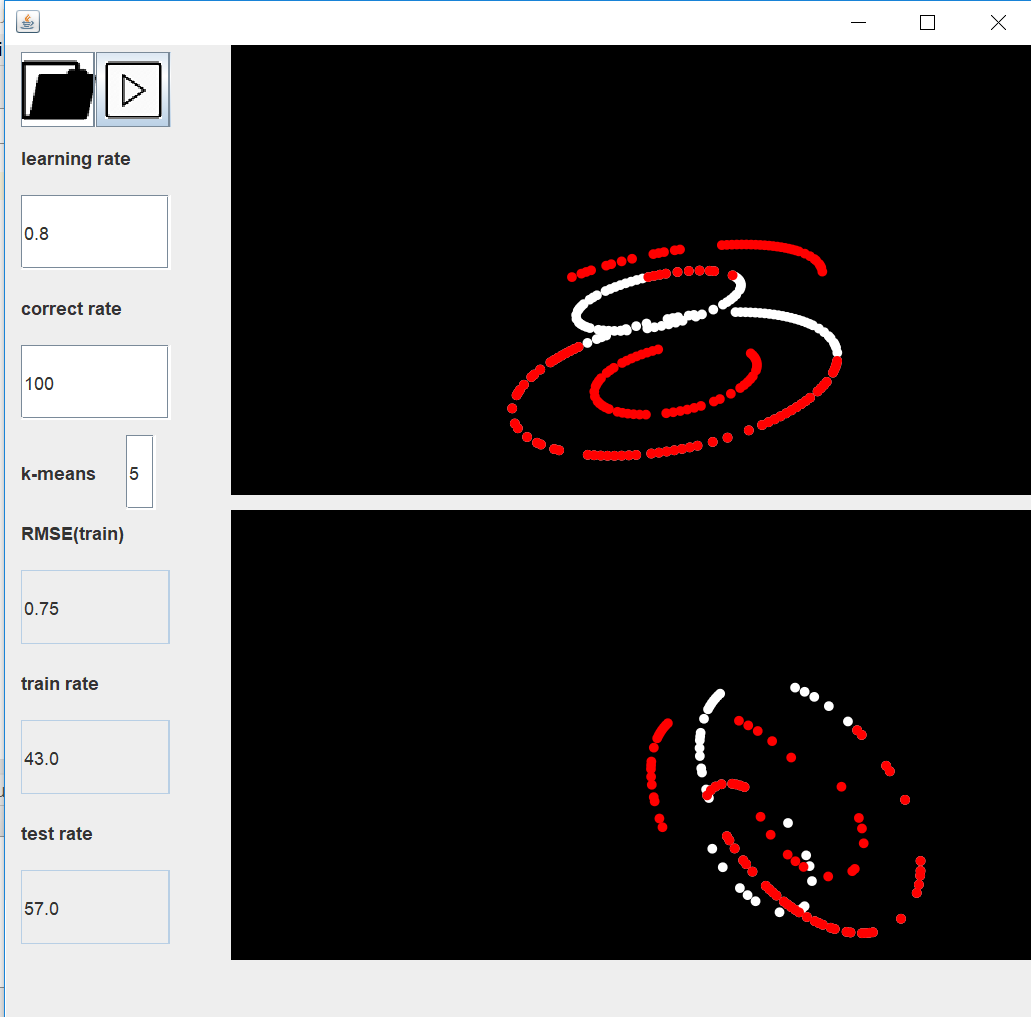 learning rate
0.8
correct rate
100
k-means 5
RMSE(train)
0.75
train rate
43.0
test rate
57.0